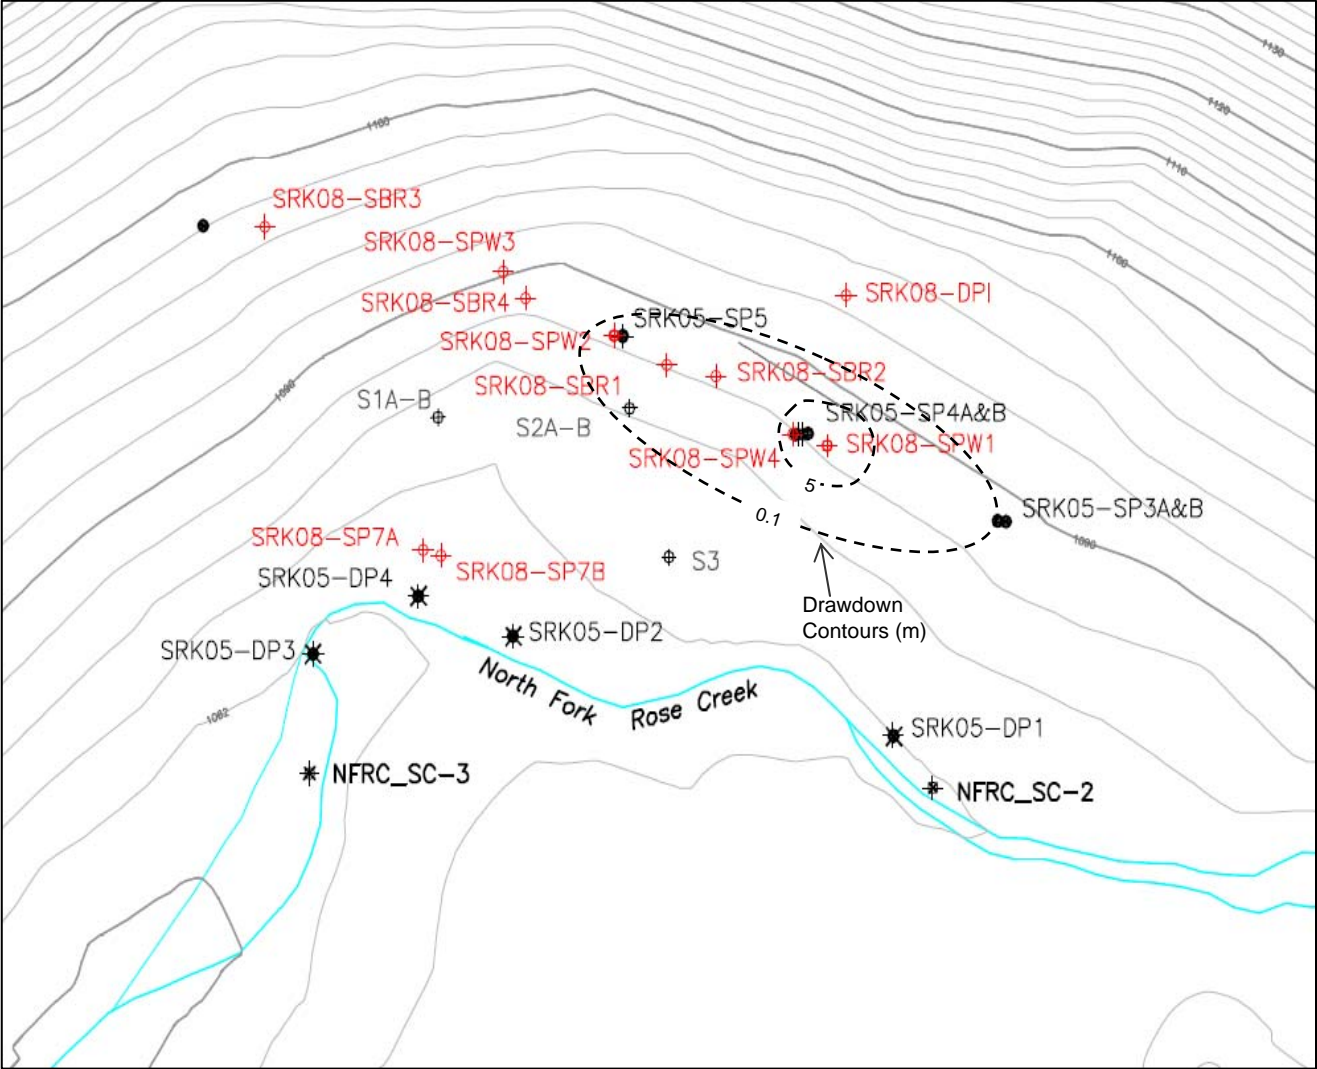 1130
1120
1110
1100
1100
SRK08-SBR3
SRK08-SPW3
SRK08-DPI
SRK08-SBR4
SRK05-SP5
SRK08-SPW2
SRK08-SBR2
SRK08-SBR1
1090
S1A-B
S2A-B
SRK05-SP4A&B
SRK08-SPW1
SRK08-SPW4
5
0.1
SRK05-SP3A&B
1090
SRK08-SP7A
SRK08-SP7B
S3
SRK05-DP4
Drawdown
Contours (m)
SRK05-DP2
SRK05-DP3
North Fork Rose Creek
1082
SRK05-DP1
NFRC_SC-3
NFRC_SC-2